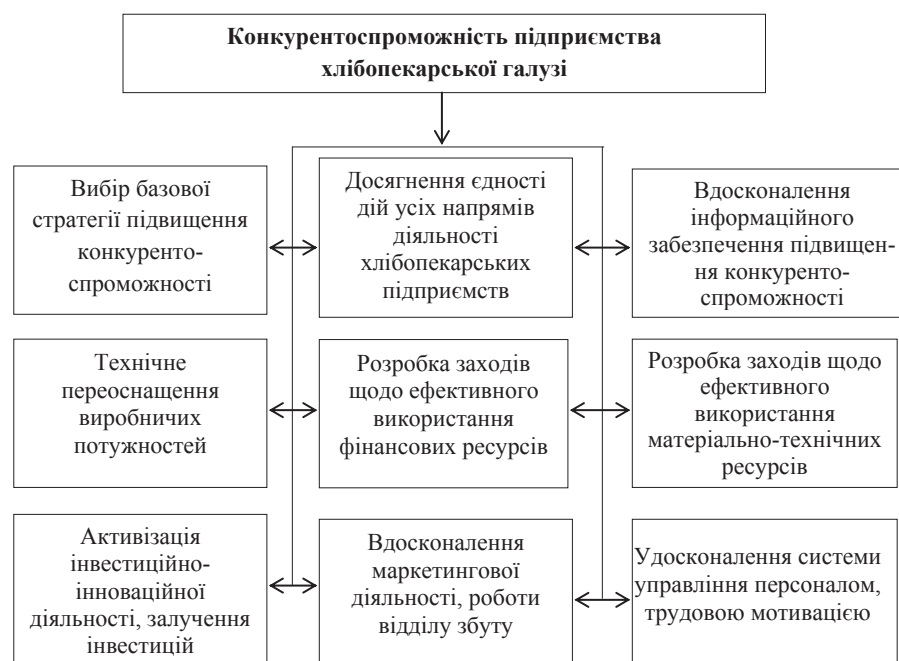 Конкурентоспроможність підприємства
хлібопекарської галузі
Вибір базової
стратегії підвищення
конкуренто-
спроможності
Досягнення єдності
дій усіх напрямів
діяльності
хлібопекарських
підприємств
Вдосконалення
інформаційного
забезпечення підвищен-
ня конкуренто-
спроможності
Технічне
переоснащення
виробничих
потужностей
Розробка заходів
щодо ефективного
використання
фінансових ресурсів
Розробка заходів щодо
ефективного
використання
матеріально-технічних
ресурсів
Активізація
інвестиційно-
інноваційної
діяльності, залучення
інвестицій
Вдосконалення
маркетингової
діяльності, роботи
відділу збуту
Удосконалення системи
управління персоналом,
трудовою мотивацією